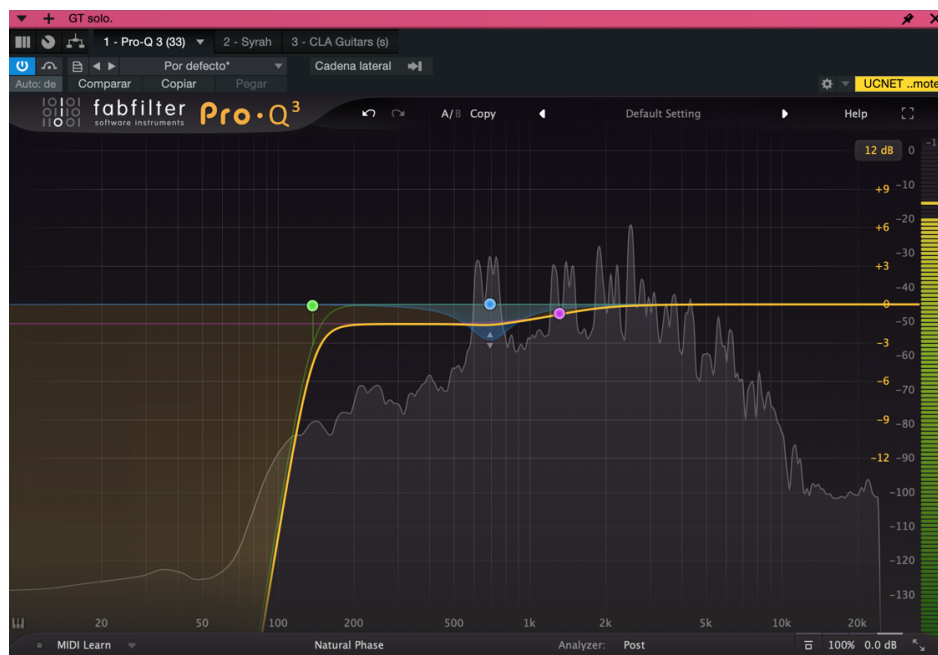 GT solo.
1 - Pro-Q 3 (33) 2 - Syrah 3 - CLA Guitars (s)
Por defecto* Cadena lateral
Auto: de Comparar Copiar Pegar UCNET ..mote
fabfilter Pro·Q3
software instruments
A/B Copy Default Setting Help
12 dB 0 -1
+9 -10
-20
+6
-30
+3
-40
0
-50
-3
-60
-6 -70
-9 -80
-12 -90
-100
-110
-120
-130
20 50 100 200 500 1k 2k 5k 10k 20k
MIDI Learn Natural Phase Analyzer: Post 100% 0.0 dB